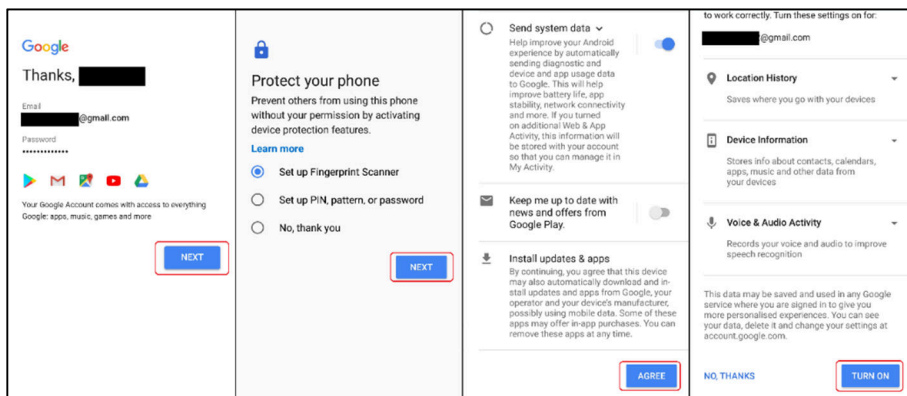 Google
Thanks,
Email
@gmail.com
Password
Your Google Account comes with access to everything
Google: apps, music, games and more
NEXT
Protect your phone
Prevent others from using this phone
without your permission by activating
device protection features.
Learn more
Set up Fingerprint Scanner
Set up PIN, pattern, or password
No, thank you
NEXT
Send system data
Help improve your Android
experience by automatically
sending diagnostic and
device and app usage data
to Google. This will help
improve battery life, app
stability, network connectivity
and more. If you turned
on additional Web & App
Activity, this information will
be stored with your account
so that you can manage it in
My Activity.
Keep me up to date with
news and offers from
Google Play.
Install updates & apps
By continuing, you agree that this device
may also automatically download and in-
stall updates and apps from Google, your
operator and your device's manufacturer,
possibly using mobile data. Some of these
apps may offer in-app purchases. You can
remove these apps at any time.
AGREE
to work correctly. Turn these settings on for:
@gmail.com
Location History
Saves where you go with your devices
Device Information
Stores info about contacts, calendars,
apps, music and other data from
your devices
Voice & Audio Activity
Records your voice and audio to improve
speech recognition
This data may be saved and used in any Google
service where you are signed in to give you
more personalised experiences. You can see
your data, delete it and change your settings at
account.google.com.
NO, THANKS
TURN ON